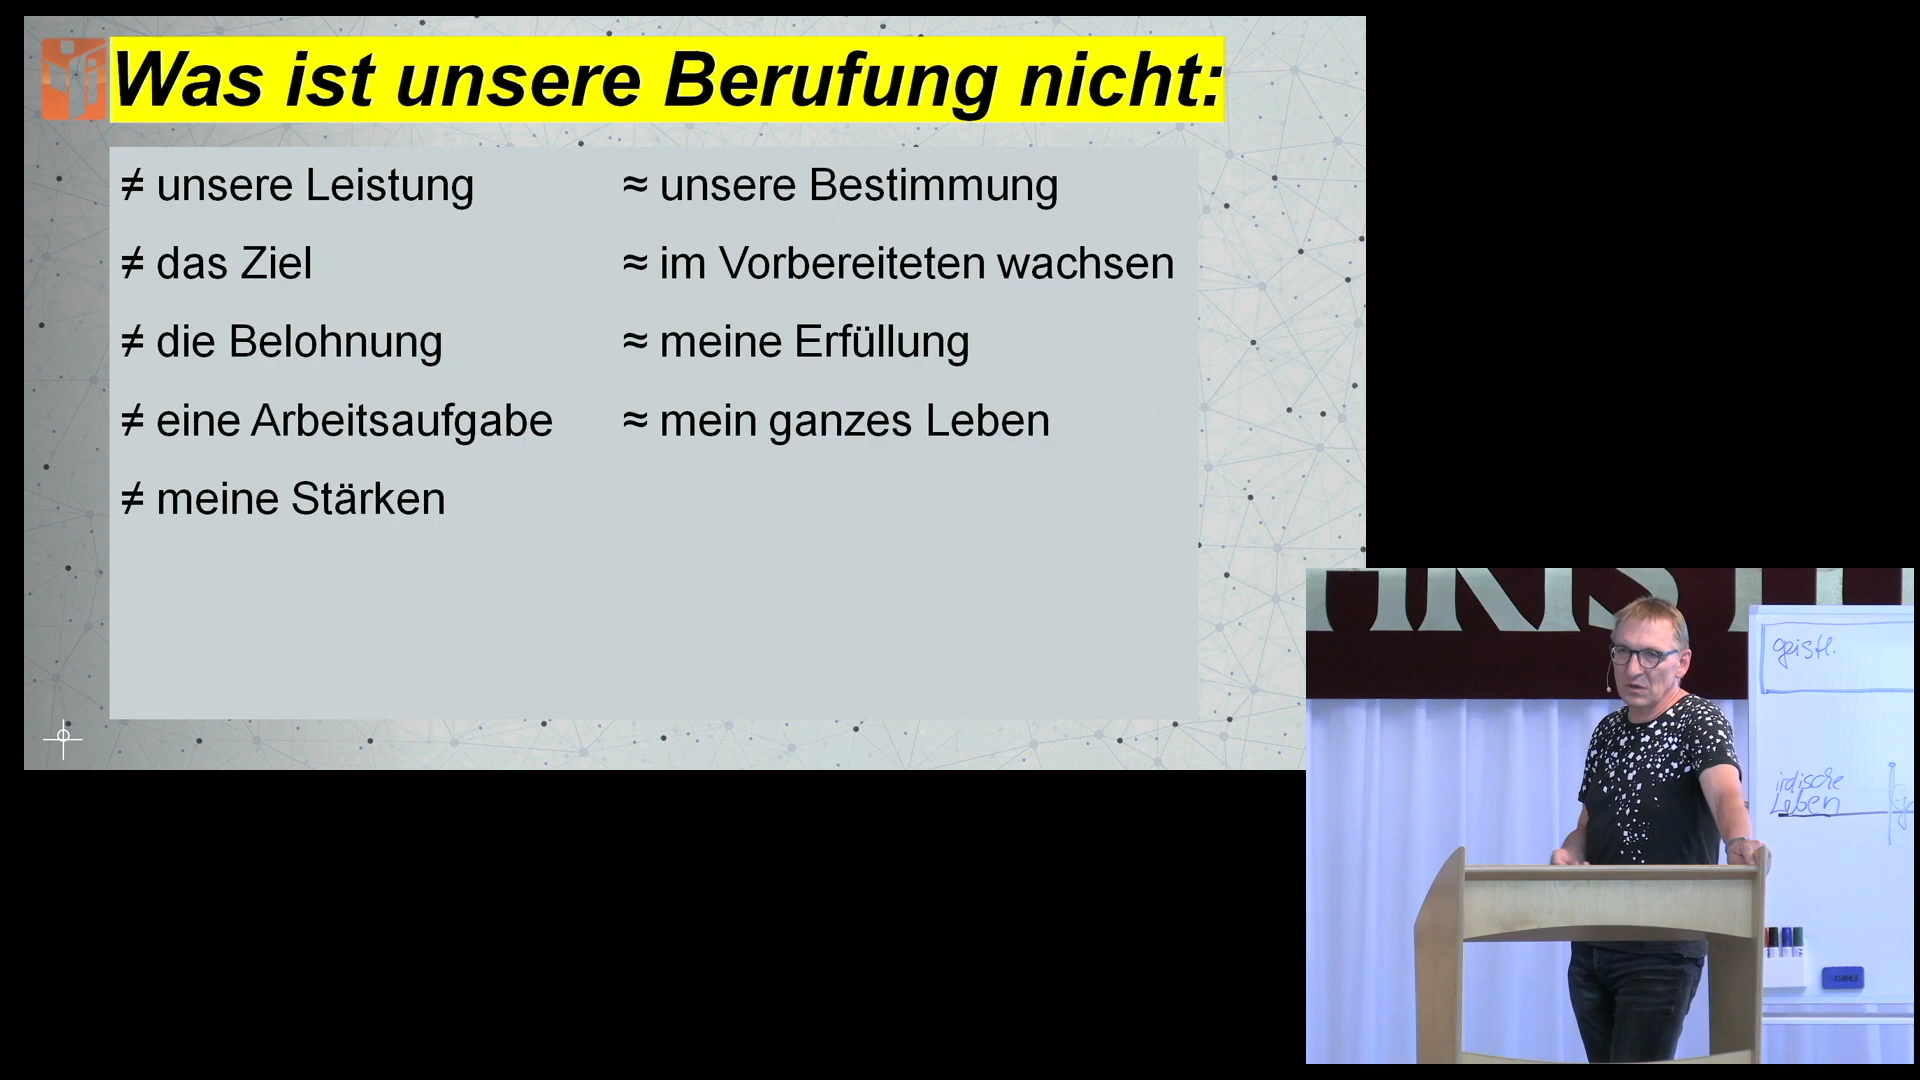 Was ist unsere Berufung nicht:
≠ unsere Leistung
≈ unsere Bestimmung
≠ das Ziel
≈ im Vorbereiteten wachsen
≠ die Belohnung
≈ meine Erfüllung
≠ eine Arbeitsaufgabe
≈ mein ganzes Leben
≠ meine Stärken
geistl.
irdische
Leben